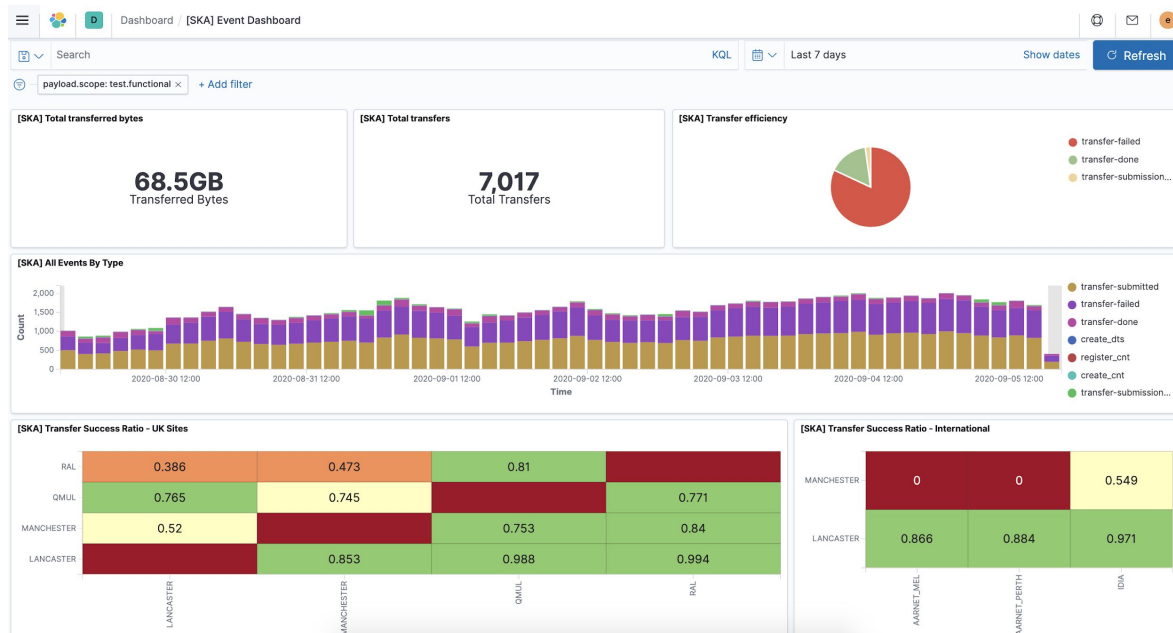 D Dashboard / [SKA] Event Dashboard e
Search KQL Last 7 days Show dates Refresh
payload.scope: test.functional × + Add filter
[SKA] Total transferred bytes
68.5GB
Transferred Bytes
[SKA] Total transfers
7,017
Total Transfers
[SKA] Transfer efficiency
transfer-failed
transfer-done
transfer-submission...
[SKA] All Events By Type
Count
2,000
1,500
1,000
500
0
2020-08-30 12:00 2020-08-31 12:00 2020-09-01 12:00 2020-09-02 12:00 2020-09-03 12:00 2020-09-04 12:00 2020-09-05 12:00
Time
transfer-submitted
transfer-failed
transfer-done
create_dts
register_cnt
create_cnt
transfer-submission...
[SKA] Transfer Success Ratio - UK Sites
RAL 0.386 0.473 0.81
QMUL 0.765 0.745 0.771
MANCHESTER 0.52 0.753 0.84
LANCASTER 0.853 0.988 0.994
LANCASTER MANCHESTER QMUL RAL
[SKA] Transfer Success Ratio - International
MANCHESTER 0 0 0.549
LANCASTER 0.866 0.884 0.971
AARNET_MEL AARNET_PERTH IDIA